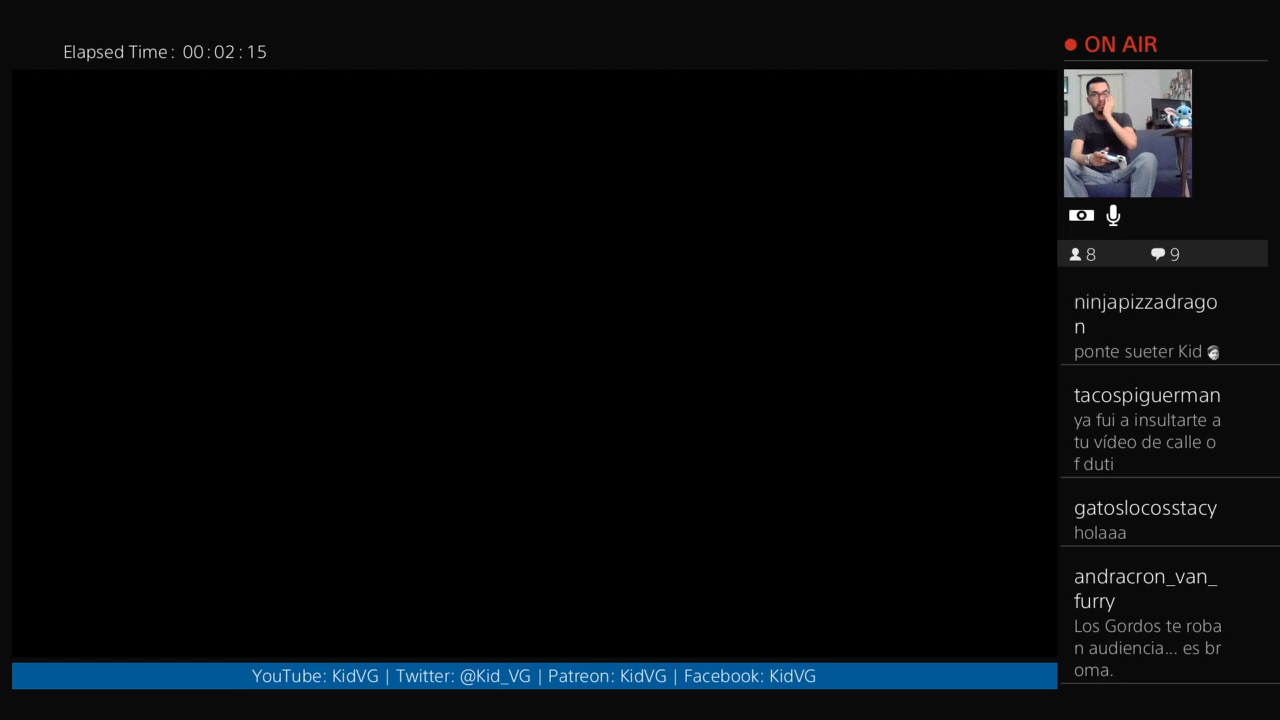 Elapsed Time: 00:02:15
ON AIR
8 9
ninjapizzadrago
n
ponte sueter Kid
tacospiguerman
ya fui a insultarte a
tu vídeo de calle o
f duti
gatoslocosstacy
holaaa
andracron_van_
furry
Los Gordos te roba
n audiencia... es br
oma.
YouTube: KidVG | Twitter: @Kid_VG | Patreon: KidVG | Facebook: KidVG